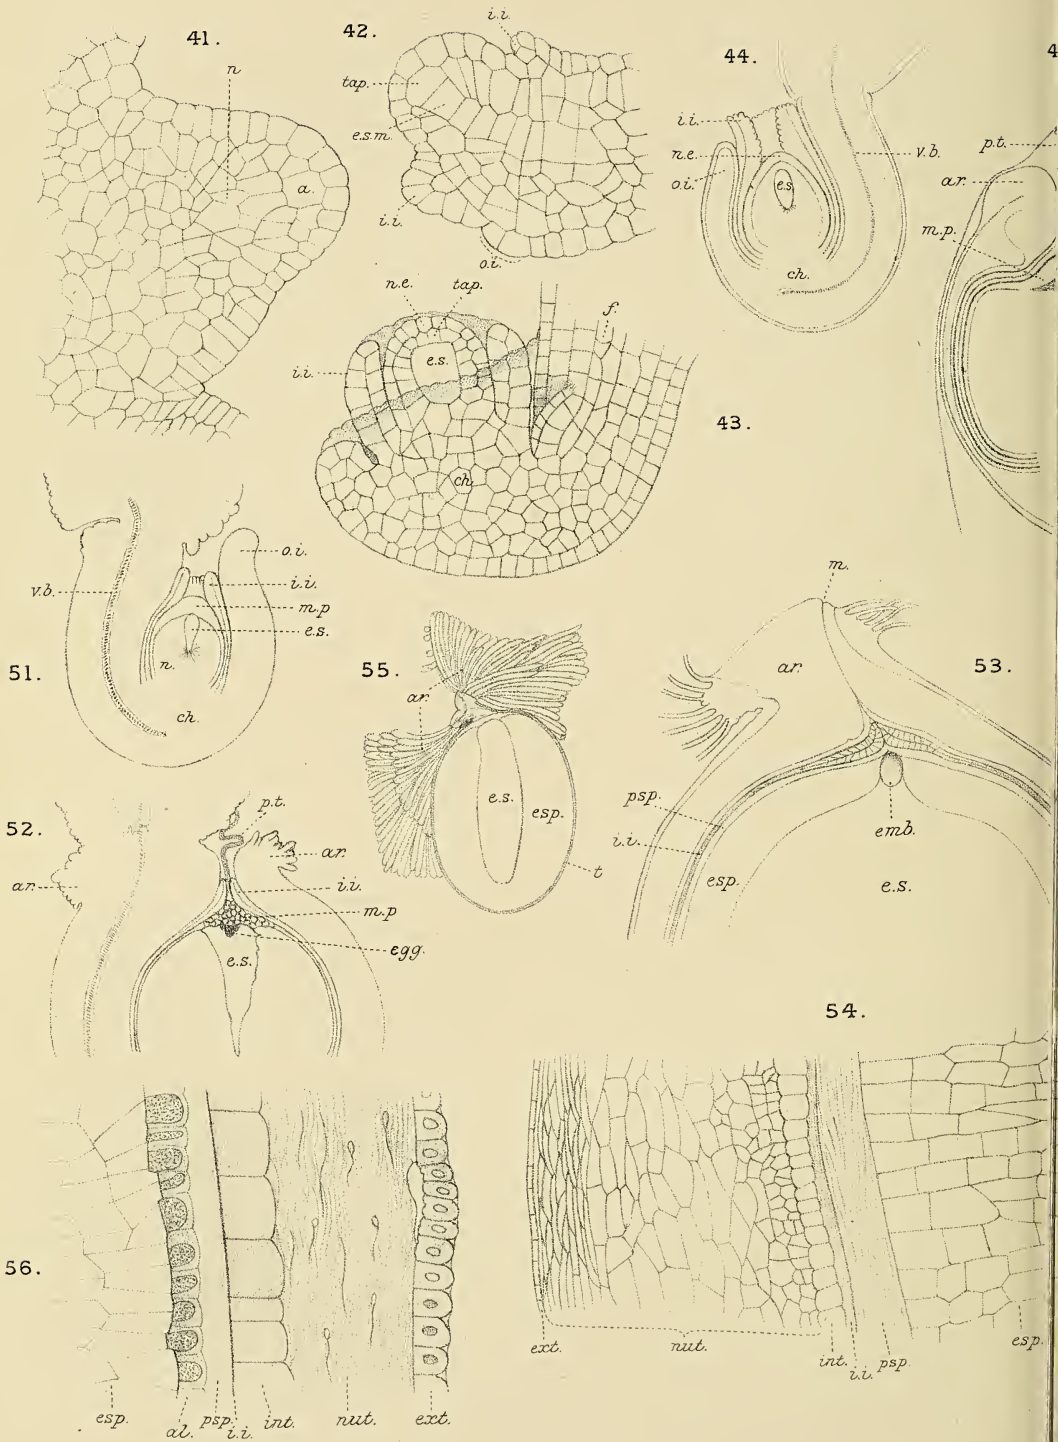 41.
n
a.
42.
i.i.
tap.
e.s.m.
i.i.
o.i.
44.
i.i.
n.e.
o.i.
e.s.
v.b.
ch.
4
p.t.
ar.
m.p.
n.e.
tap.
f.
e.s.
i.i.
ch.
43.
v.b.
o.i.
i.i.
m.p
e.s.
n.
ch.
51.
55.
ar.
e.s.
esp.
t
m.
ar.
53.
psp.
i.i.
esp.
emb.
e.s.
52.
p.t.
ar.
ar.
i.i.
m.p
egg.
e.s.
54.
ext.
nut.
int.
i.i.
psp.
esp.
56.
esp.
al.
psp.
i.i.
int.
nut.
ext.